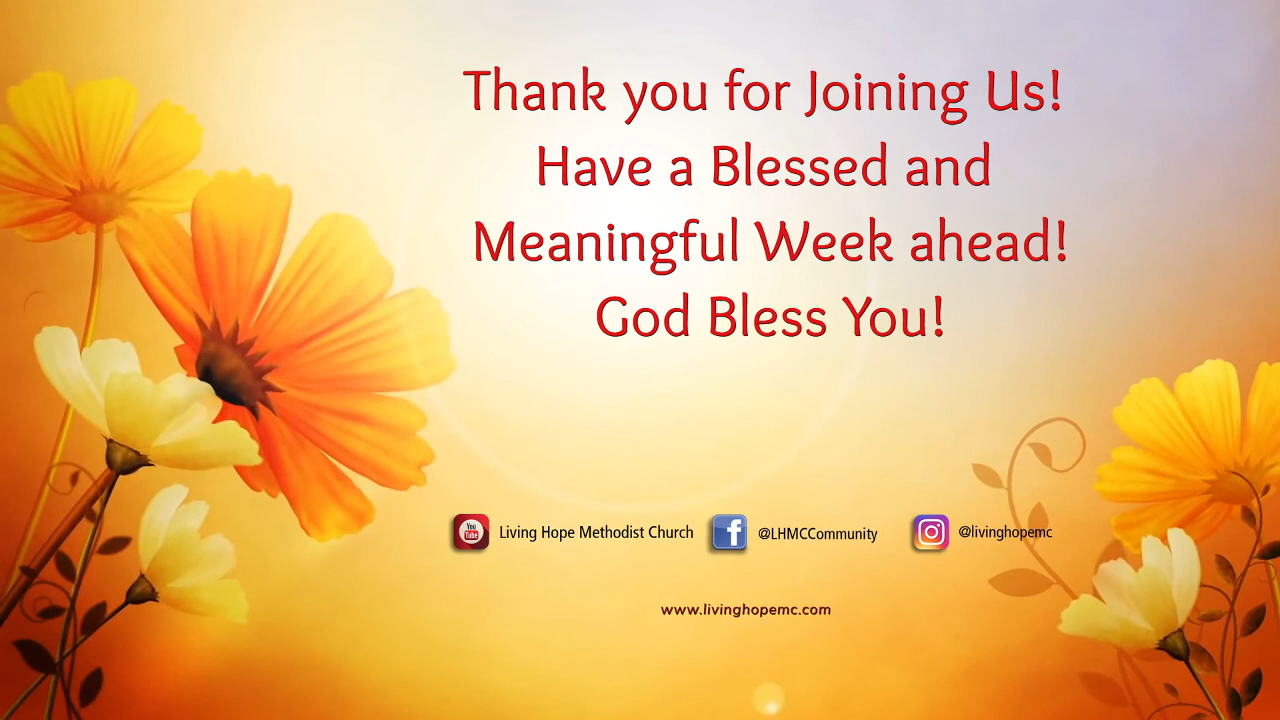 Thank you for Joining Us!
Have a Blessed and
Meaningful Week ahead!
God Bless You!
You Tube Living Hope Methodist Church f @LHMCCommunity @livinghopemc
www.livinghopemc.com